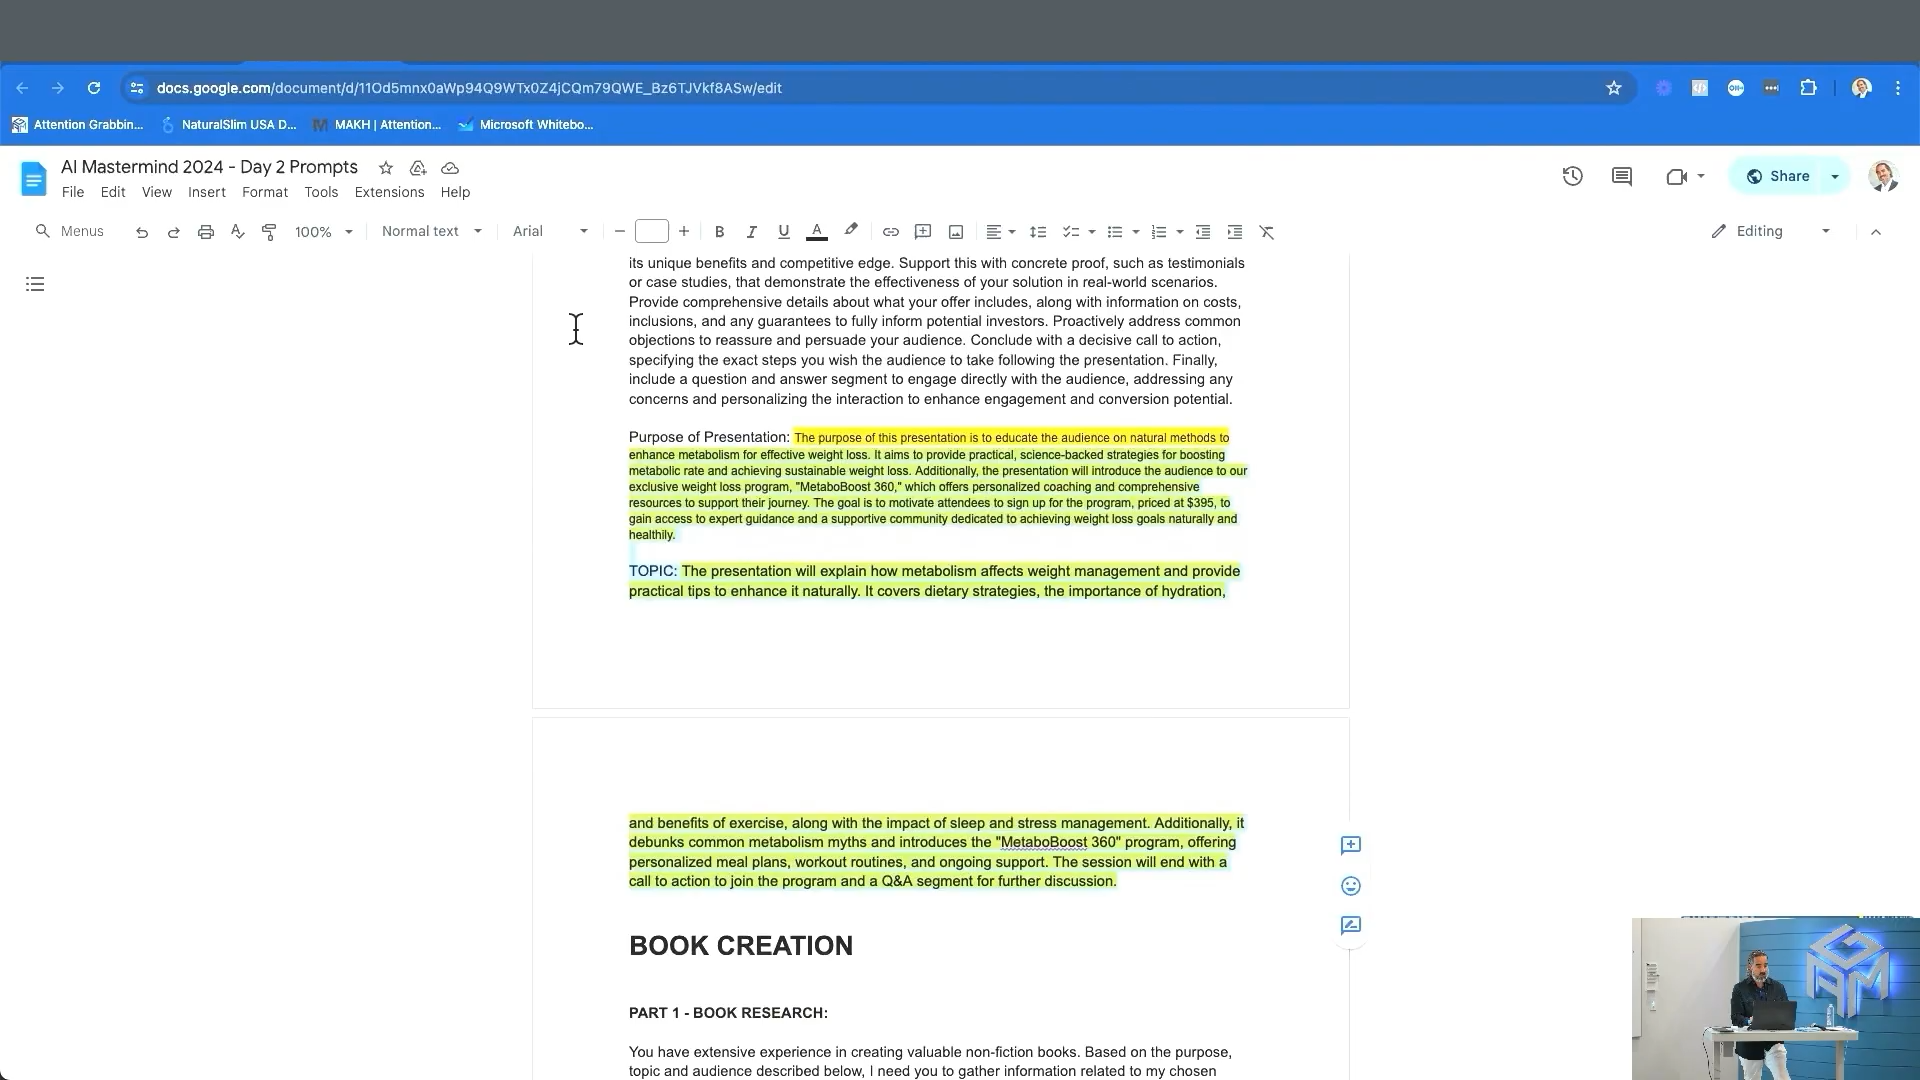 docs.google.com/document/d/11Od5mnx0aWp94Q9WTx0Z4jCQm79QWE_Bz6TJVkf8ASw/edit
Attention Grabbin...
NaturalSlim USA D...
MAKH | Attention...
Microsoft Whitebo...
AI Mastermind 2024 - Day 2 Prompts
File Edit View Insert Format Tools Extensions Help
Share
Menus
100%
Normal text
Arial
Editing
its unique benefits and competitive edge. Support this with concrete proof, such as testimonials
or case studies, that demonstrate the effectiveness of your solution in real-world scenarios.
Provide comprehensive details about what your offer includes, along with information on costs,
inclusions, and any guarantees to fully inform potential investors. Proactively address common
objections to reassure and persuade your audience. Conclude with a decisive call to action,
specifying the exact steps you wish the audience to take following the presentation. Finally,
include a question and answer segment to engage directly with the audience, addressing any
concerns and personalizing the interaction to enhance engagement and conversion potential.
Purpose of Presentation: The purpose of this presentation is to educate the audience on natural methods to
enhance metabolism for effective weight loss. It aims to provide practical, science-backed strategies for boosting
metabolic rate and achieving sustainable weight loss. Additionally, the presentation will introduce the audience to our
exclusive weight loss program, "MetaboBoost 360," which offers personalized coaching and comprehensive
resources to support their journey. The goal is to motivate attendees to sign up for the program, priced at $395, to
gain access to expert guidance and a supportive community dedicated to achieving weight loss goals naturally and
healthily.
TOPIC: The presentation will explain how metabolism affects weight management and provide
practical tips to enhance it naturally. It covers dietary strategies, the importance of hydration,
and benefits of exercise, along with the impact of sleep and stress management. Additionally, it
debunks common metabolism myths and introduces the "MetaboBoost 360" program, offering
personalized meal plans, workout routines, and ongoing support. The session will end with a
call to action to join the program and a Q&A segment for further discussion.
BOOK CREATION
PART 1 - BOOK RESEARCH:
You have extensive experience in creating valuable non-fiction books. Based on the purpose,
topic and audience described below, I need you to gather information related to my chosen